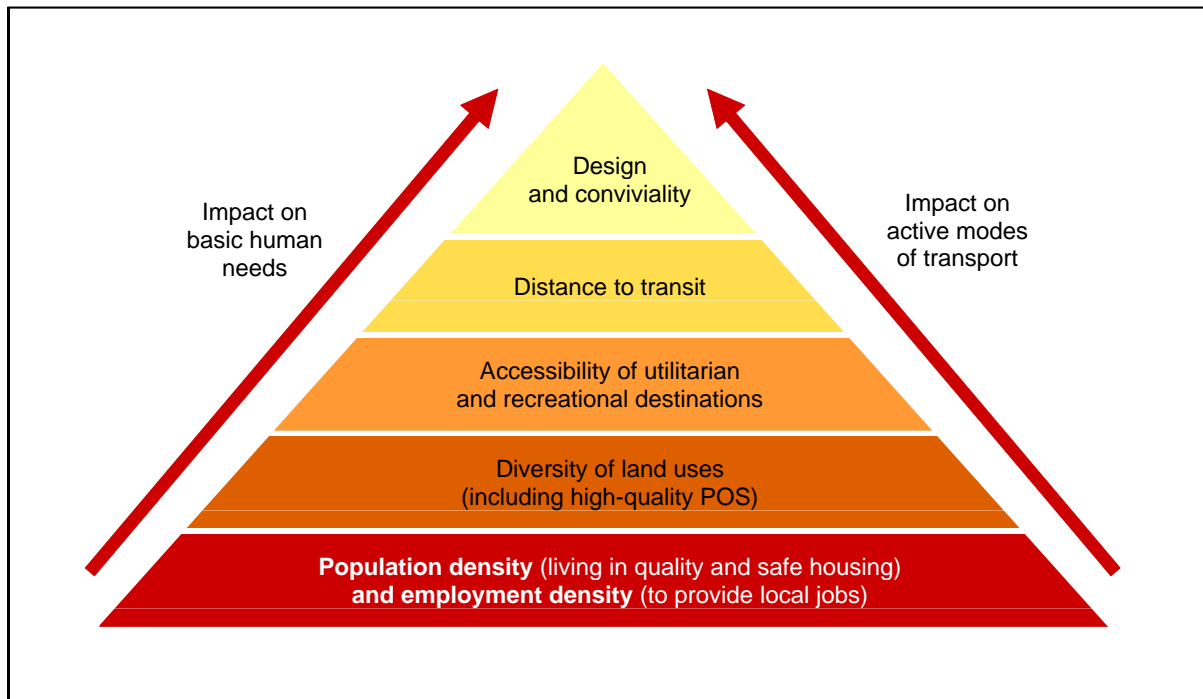 Design
and conviviality
Impact on
basic human
needs
Impact on
active modes
of transport
Distance to transit
Accessibility of utilitarian
and recreational destinations
Diversity of land uses
(including high-quality POS)
Population density (living in quality and safe housing)
and employment density (to provide local jobs)